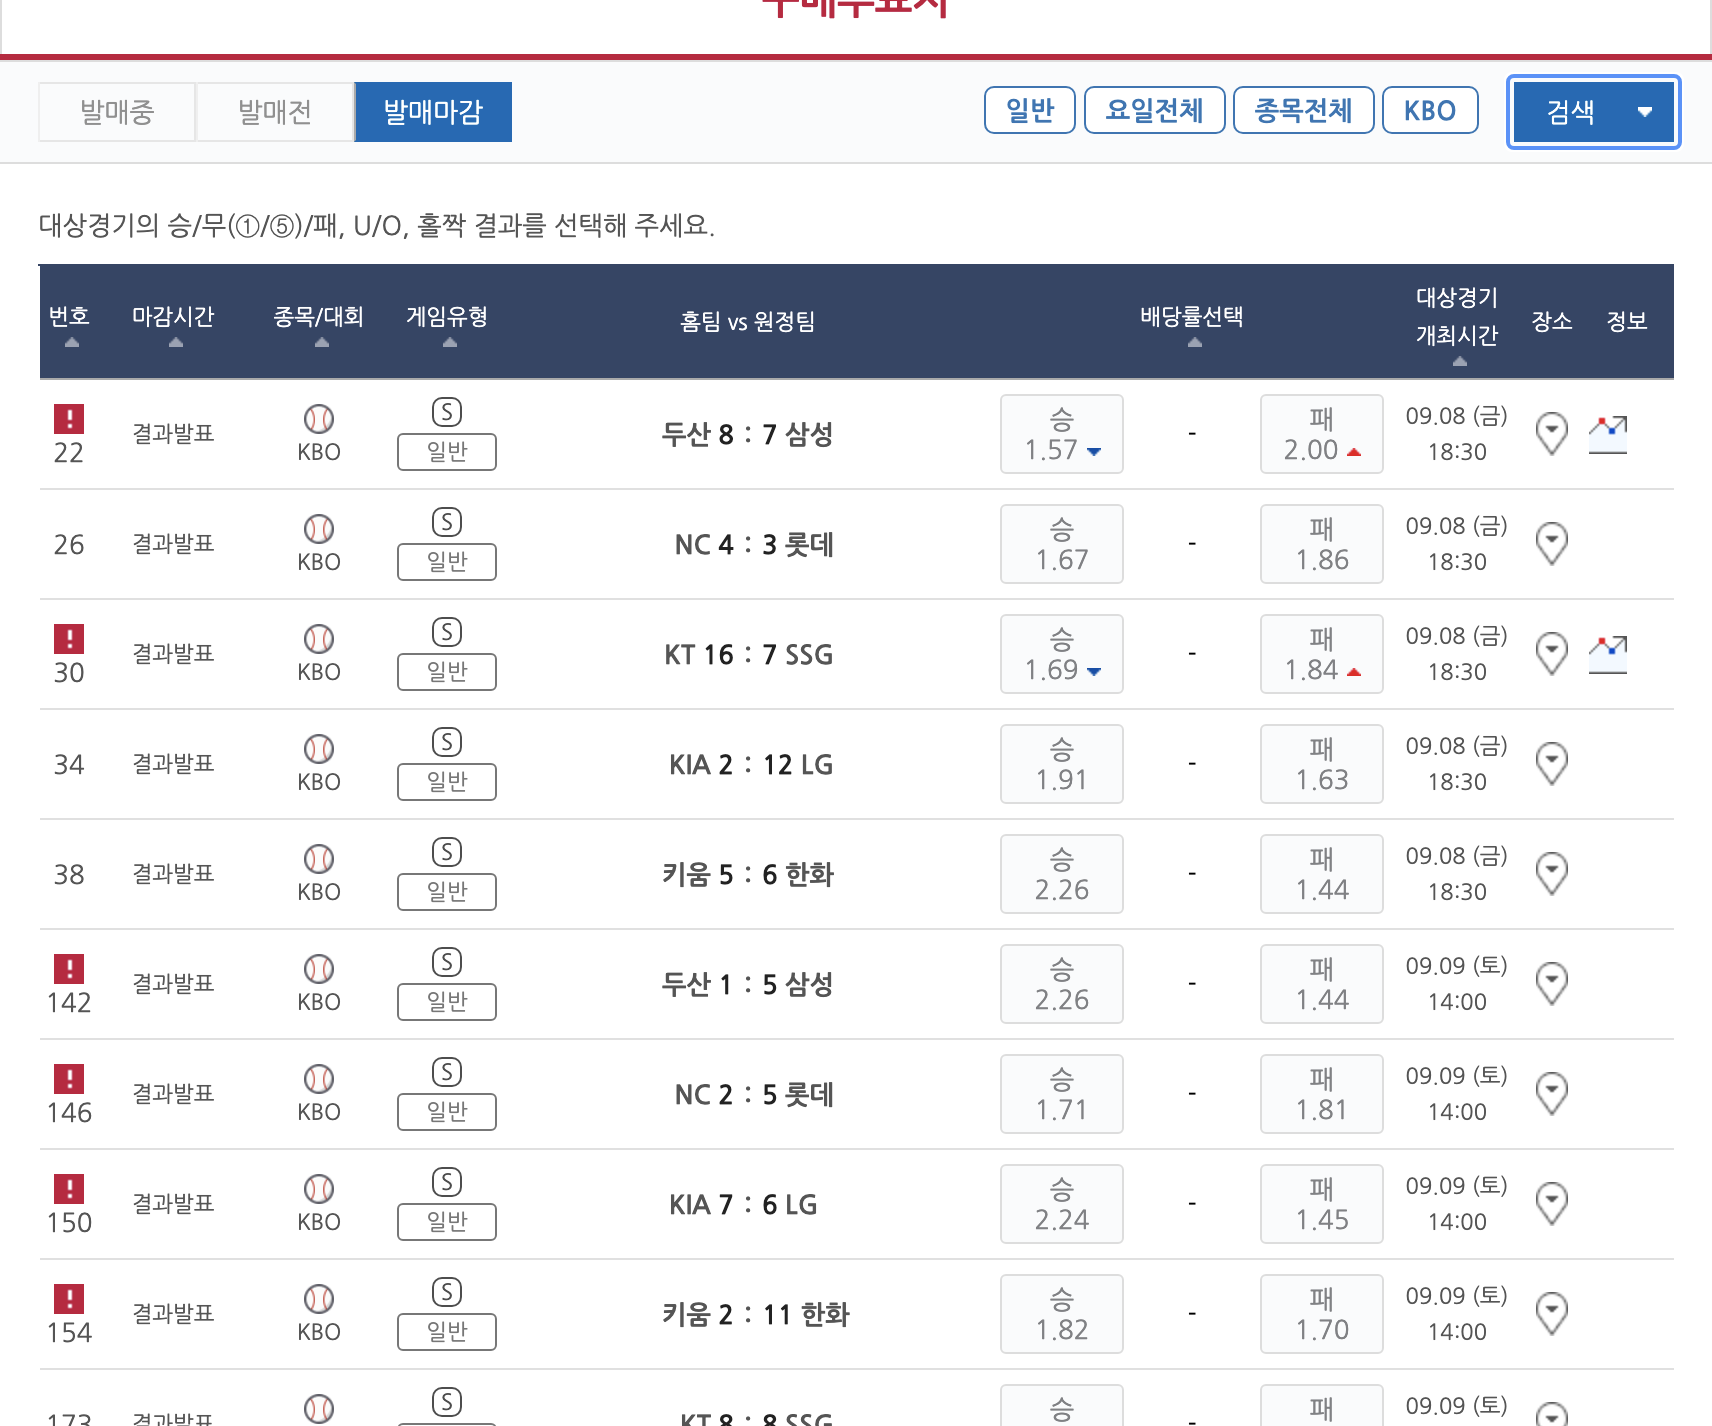 구매투표지
발매중 발매전 발매마감 일반 요일전체 종목전체 KBO 검색
대상경기의 승/무(①/⑤)/패, U/O, 홀짝 결과를 선택해 주세요.
번호 마감시간 종목/대회 게임유형 홈팀 vs 원정팀 배당률선택 대상경기 개최시간 장소 정보
22 결과발표 KBO S 일반 두산 8 : 7 삼성 승 1.57 - 패 2.00 09.08 (금) 18:30
26 결과발표 KBO S 일반 NC 4 : 3 롯데 승 1.67 - 패 1.86 09.08 (금) 18:30
30 결과발표 KBO S 일반 KT 16 : 7 SSG 승 1.69 - 패 1.84 09.08 (금) 18:30
34 결과발표 KBO S 일반 KIA 2 : 12 LG 승 1.91 - 패 1.63 09.08 (금) 18:30
38 결과발표 KBO S 일반 키움 5 : 6 한화 승 2.26 - 패 1.44 09.08 (금) 18:30
142 결과발표 KBO S 일반 두산 1 : 5 삼성 승 2.26 - 패 1.44 09.09 (토) 14:00
146 결과발표 KBO S 일반 NC 2 : 5 롯데 승 1.71 - 패 1.81 09.09 (토) 14:00
150 결과발표 KBO S 일반 KIA 7 : 6 LG 승 2.24 - 패 1.45 09.09 (토) 14:00
154 결과발표 KBO S 일반 키움 2 : 11 한화 승 1.82 - 패 1.70 09.09 (토) 14:00
173 결과발표 S KT 8 : 8 SSG 승 - 패 09.09 (토)